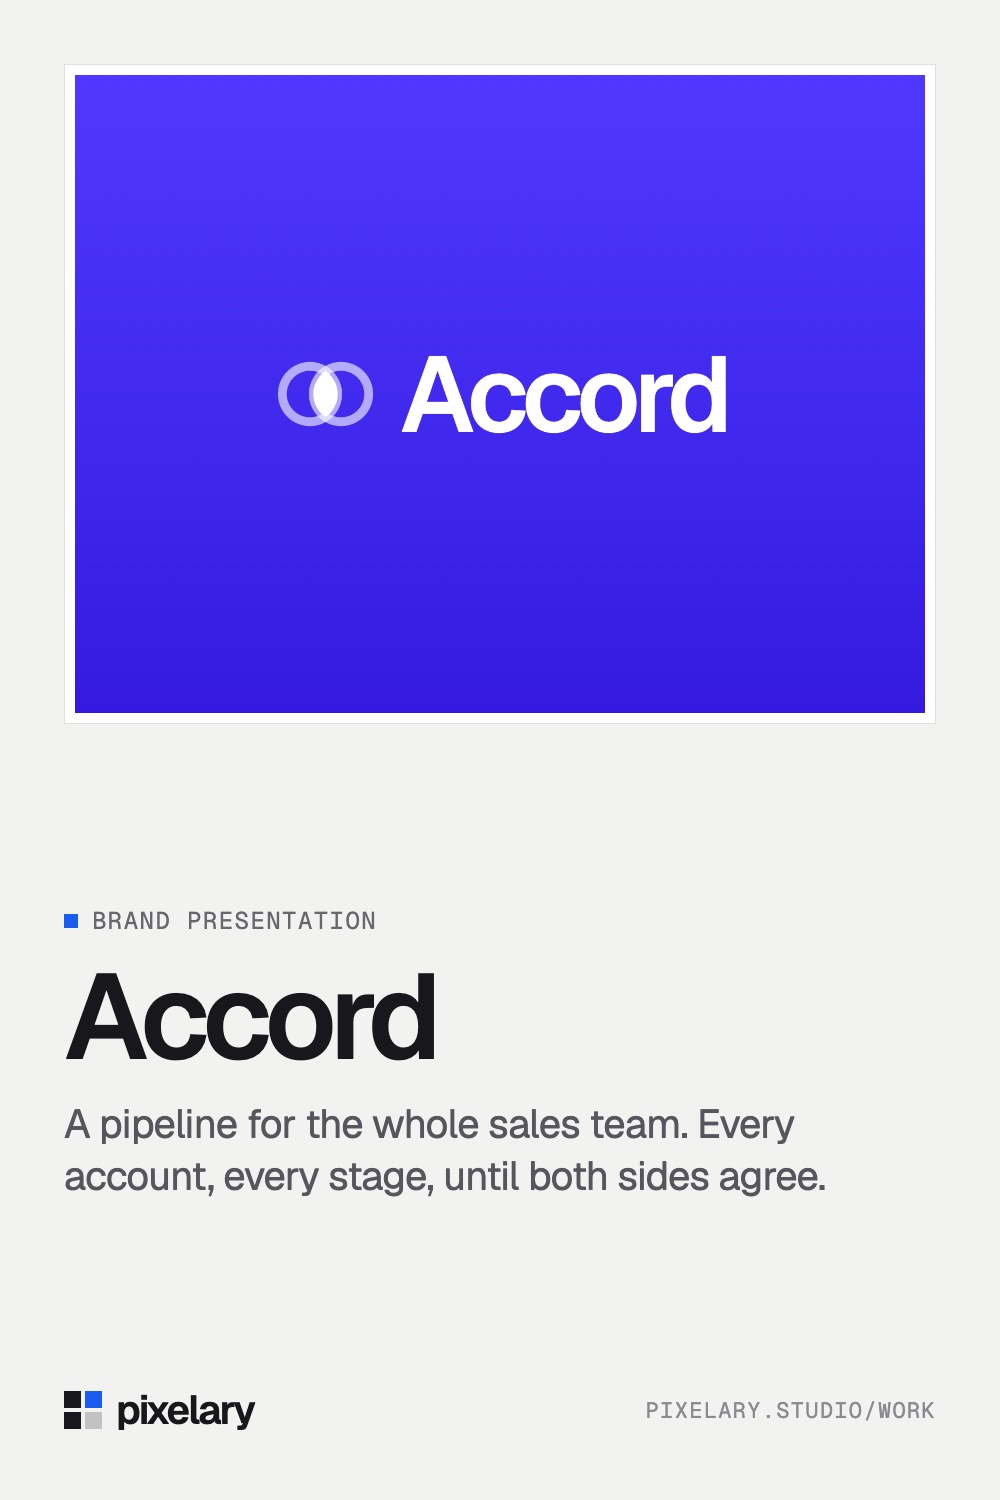 Accord
BRAND PRESENTATION
Accord
A pipeline for the whole sales team. Every
account, every stage, until both sides agree.
pixelary
PIXELARY.STUDIO/WORK